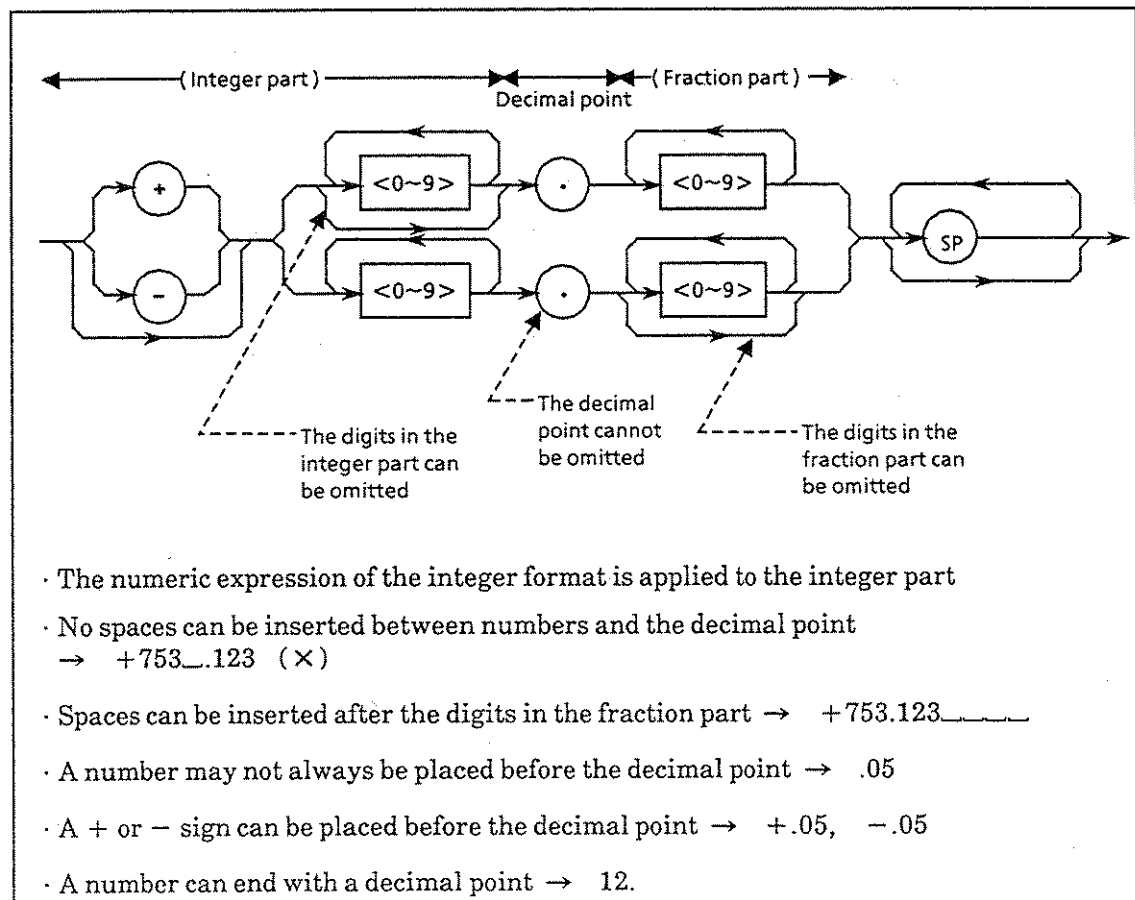 (Integer part)
Decimal point
(Fraction part)
+
<0~9>
.
<0~9>
-
<0~9>
.
<0~9>
SP
The digits in the
integer part can
be omitted
The decimal
point cannot
be omitted
The digits in the
fraction part can
be omitted
· The numeric expression of the integer format is applied to the integer part
· No spaces can be inserted between numbers and the decimal point
→ +753_.123 (×)
· Spaces can be inserted after the digits in the fraction part → +753.123____
· A number may not always be placed before the decimal point → .05
· A + or − sign can be placed before the decimal point → +.05, −.05
· A number can end with a decimal point → 12.